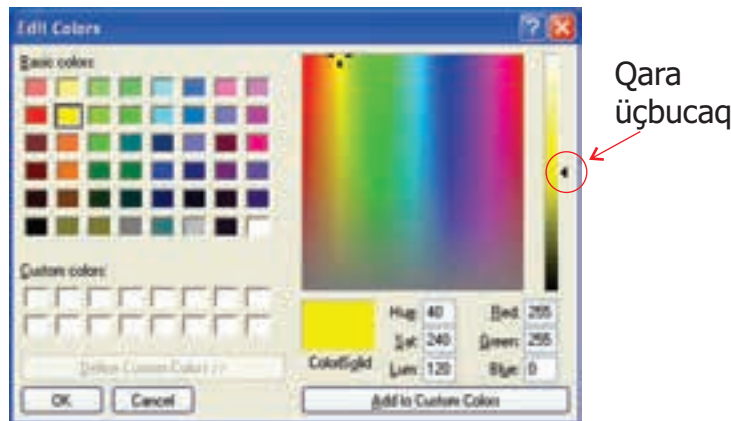 Edit Colors
Basic colors:
Custom colors:
Define Custom Colors >>
OK
Cancel
Color|Solid
Hue: 40
Sat: 240
Lum: 120
Red: 255
Green: 255
Blue: 0
Add to Custom Colors
Qara
üçbucaq